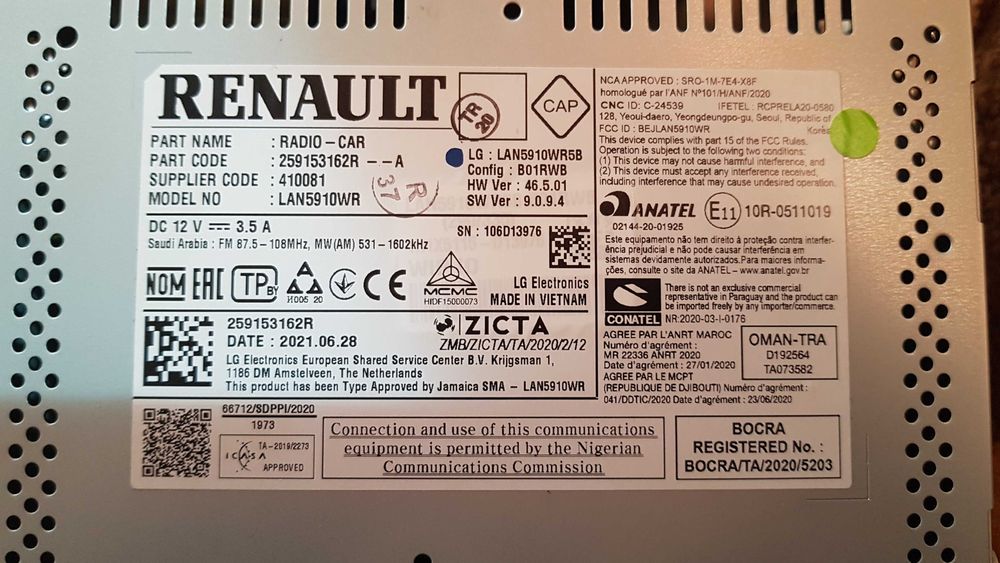 RENAULT
TR
20
CAP
PART NAME : RADIO-CAR
PART CODE : 259153162R --A
SUPPLIER CODE : 410081
MODEL NO : LAN5910WR
R
37
LG : LAN5910WR5B
Config : B01RWB
HW Ver : 46.5.01
SW Ver : 9.0.9.4
DC 12 V 3.5 A
Saudi Arabia : FM 87.5-108MHz, MW(AM) 531-1602kHz
SN : 106D13976
NOM EAC TP BY H005 20 CE
MCMC
HIDF15000073
LG Electronics
MADE IN VIETNAM
259153162R
DATE : 2021.06.28
ZICTA
ZMB/ZICTA/TA/2020/2/12
LG Electronics European Shared Service Center B.V. Krijgsman 1,
1186 DM Amstelveen, The Netherlands
This product has been Type Approved by Jamaica SMA - LAN5910WR
66712/SDPPI/2020
1973
ICASA
TA-2019/2273
APPROVED
Connection and use of this communications
equipment is permitted by the Nigerian
Communications Commission
NCA APPROVED : SRO-1M-7E4-X8F
homologué par l'ANF N°101/H/ANF/2020
CNC ID: C-24539 IFETEL : RCPRELA20-0580
128, Yeoui-daero, Yeongdeungpo-gu, Seoul, Republic of
Korea
FCC ID : BEJLAN5910WR
This device complies with part 15 of the FCC Rules.
Operation is subject to the following two conditions:
(1) This device may not cause harmful interference, and
(2) This device must accept any interference received,
including interference that may cause undesired operation.
ANATEL
02144-20-01925
E11 10R-0511019
Este equipamento não tem direito à proteção contra interfer-
ência prejudicial e não pode causar interferência em
sistemas devidamente autorizados. Para maiores informa-
ções, consulte o site da ANATEL - www.anatel.gov.br
CONATEL
There is not an exclusive commercial
representative in Paraguay and the product can
be imported freely by any importer/commerce.
NR:2020-03-I-0176
AGREE PAR L'ANRT MAROC
Numéro d'agrément :
MR 22336 ANRT 2020
Date d'agrément : 27/01/2020
AGREE PAR LE MCPT
(REPUBLIQUE DE DJIBOUTI) Numéro d'agrément :
041/DDTIC/2020 Date d'agrément : 23/06/2020
OMAN-TRA
D192564
TA073582
BOCRA
REGISTERED No. :
BOCRA/TA/2020/5203